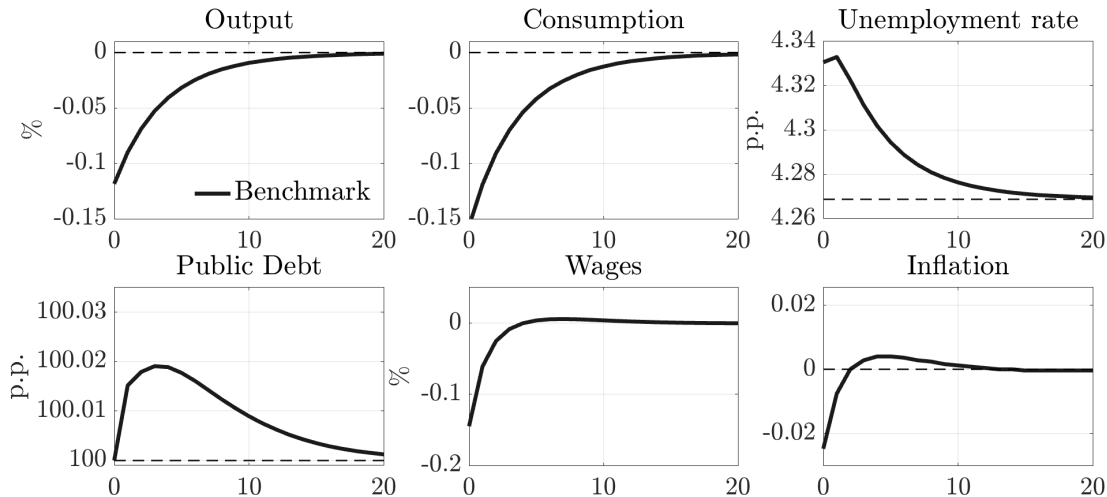 Output
0
-0.05
-0.1
-0.15
%
Benchmark
0 10 20
Consumption
0
-0.05
-0.1
-0.15
0 10 20
Unemployment rate
4.34
4.32
4.3
4.28
4.26
p.p.
0 10 20
Public Debt
100.03
100.02
100.01
100
p.p.
0 10 20
Wages
0
-0.1
-0.2
%
0 10 20
Inflation
0.02
0
-0.02
0 10 20